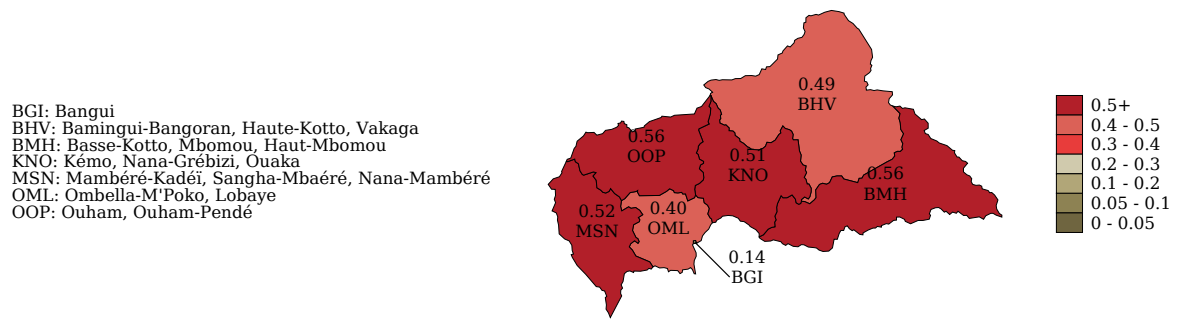 BGI: Bangui
BHV: Bamingui-Bangoran, Haute-Kotto, Vakaga
BMH: Basse-Kotto, Mbomou, Haut-Mbomou
KNO: Kémo, Nana-Grébizi, Ouaka
MSN: Mambéré-Kadéï, Sangha-Mbaéré, Nana-Mambéré
OML: Ombella-M'Poko, Lobaye
OOP: Ouham, Ouham-Pendé
0.49
BHV
0.56
OOP
0.51
KNO
0.56
BMH
0.52
MSN
0.40
OML
0.14
BGI
0.5+
0.4 - 0.5
0.3 - 0.4
0.2 - 0.3
0.1 - 0.2
0.05 - 0.1
0 - 0.05